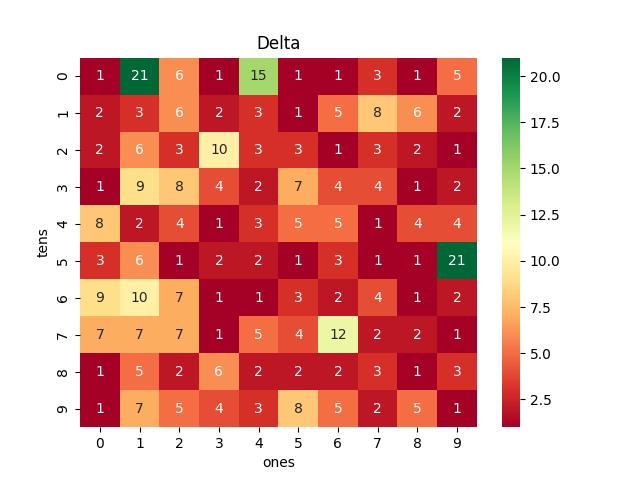 Delta
0 1 21 6 1 15 1 1 3 1 5 20.0
1 2 3 6 2 3 1 5 8 6 2 17.5
2 2 6 3 10 3 3 1 3 2 1 15.0
3 1 9 8 4 2 7 4 4 1 2 12.5
4 8 2 4 1 3 5 5 1 4 4
tens
5 3 6 1 2 2 1 3 1 1 21 10.0
6 9 10 7 1 1 3 2 4 1 2 7.5
7 7 7 7 1 5 4 12 2 2 1 5.0
8 1 5 2 6 2 2 2 3 1 3 2.5
9 1 7 5 4 3 8 5 2 5 1
0 1 2 3 4 5 6 7 8 9
ones